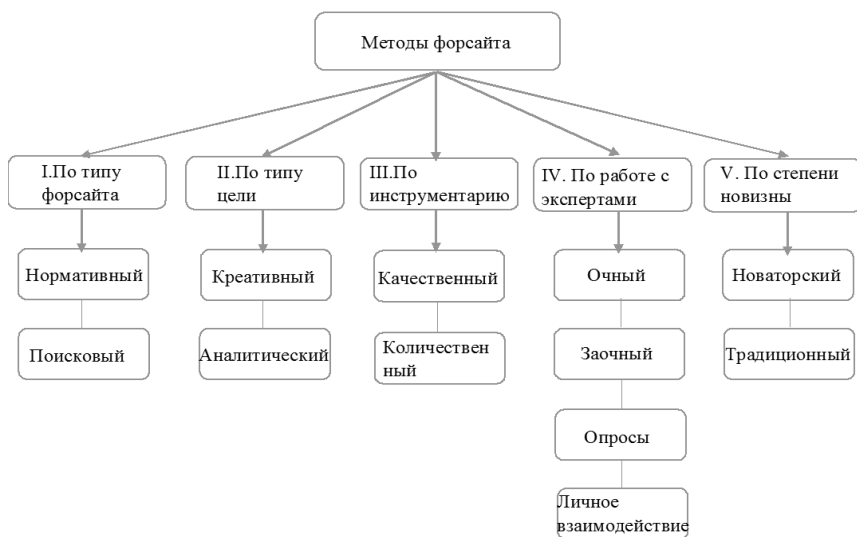 Методы форсайта
I.По типу
форсайта
II.По типу
цели
III.По
инструментарию
IV. По работе с
экспертами
V. По степени
новизны
Нормативный
Креативный
Качественный
Очный
Новаторский
Поисковый
Аналитический
Количествен
ный
Заочный
Традиционный
Опросы
Личное
взаимодействие